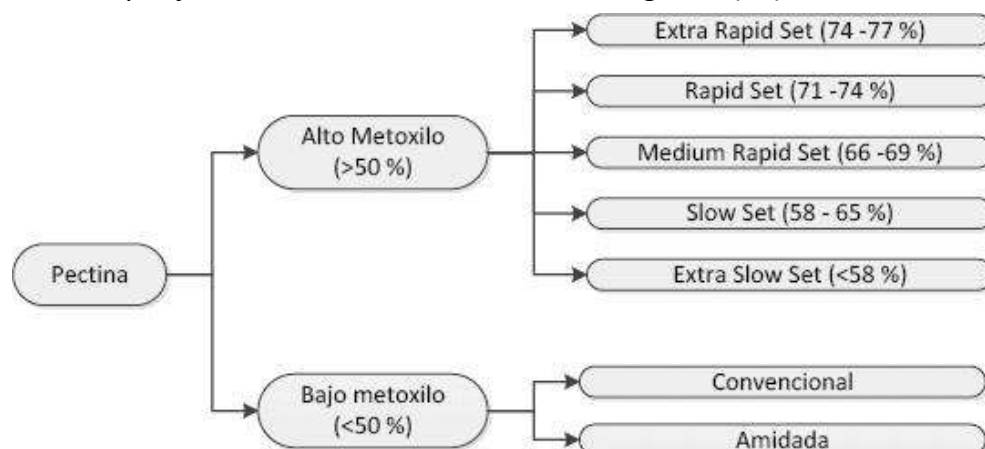 Extra Rapid Set (74 -77 %)
Rapid Set (71 -74 %)
Alto Metoxilo
(>50 %)
Medium Rapid Set (66 -69 %)
Slow Set (58 - 65 %)
Pectina
Extra Slow Set (<58 %)
Bajo metoxilo
(<50 %)
Convencional
Amidada